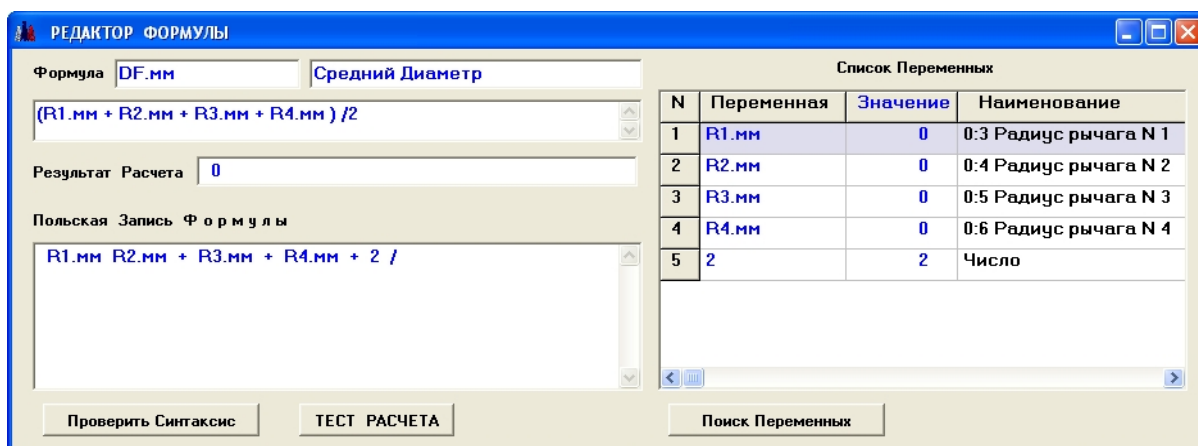 РЕДАКТОР ФОРМУЛЫ
Формула DF.мм Средний Диаметр
(R1.мм + R2.мм + R3.мм + R4.мм ) /2
Результат Расчета 0
Польская Запись Ф о р м у л ы
R1.мм R2.мм + R3.мм + R4.мм + 2 /
Проверить Синтаксис ТЕСТ РАСЧЕТА
Список Переменных
N Переменная Значение Наименование
1 R1.мм 0 0:3 Радиус рычага N 1
2 R2.мм 0 0:4 Радиус рычага N 2
3 R3.мм 0 0:5 Радиус рычага N 3
4 R4.мм 0 0:6 Радиус рычага N 4
5 2 2 Число
Поиск Переменных